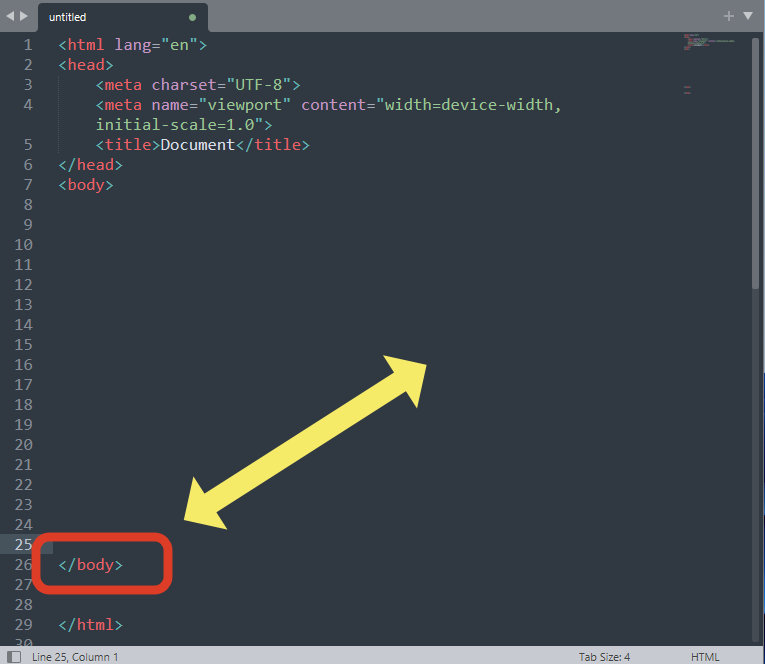 untitled
1 <html lang="en">
2 <head>
3 <meta charset="UTF-8">
4 <meta name="viewport" content="width=device-width,
initial-scale=1.0">
5 <title>Document</title>
6 </head>
7 <body>
8
9
10
11
12
13
14
15
16
17
18
19
20
21
22
23
24
25
26 </body>
27
28
29 </html>
30
Line 25, Column 1
Tab Size: 4
HTML